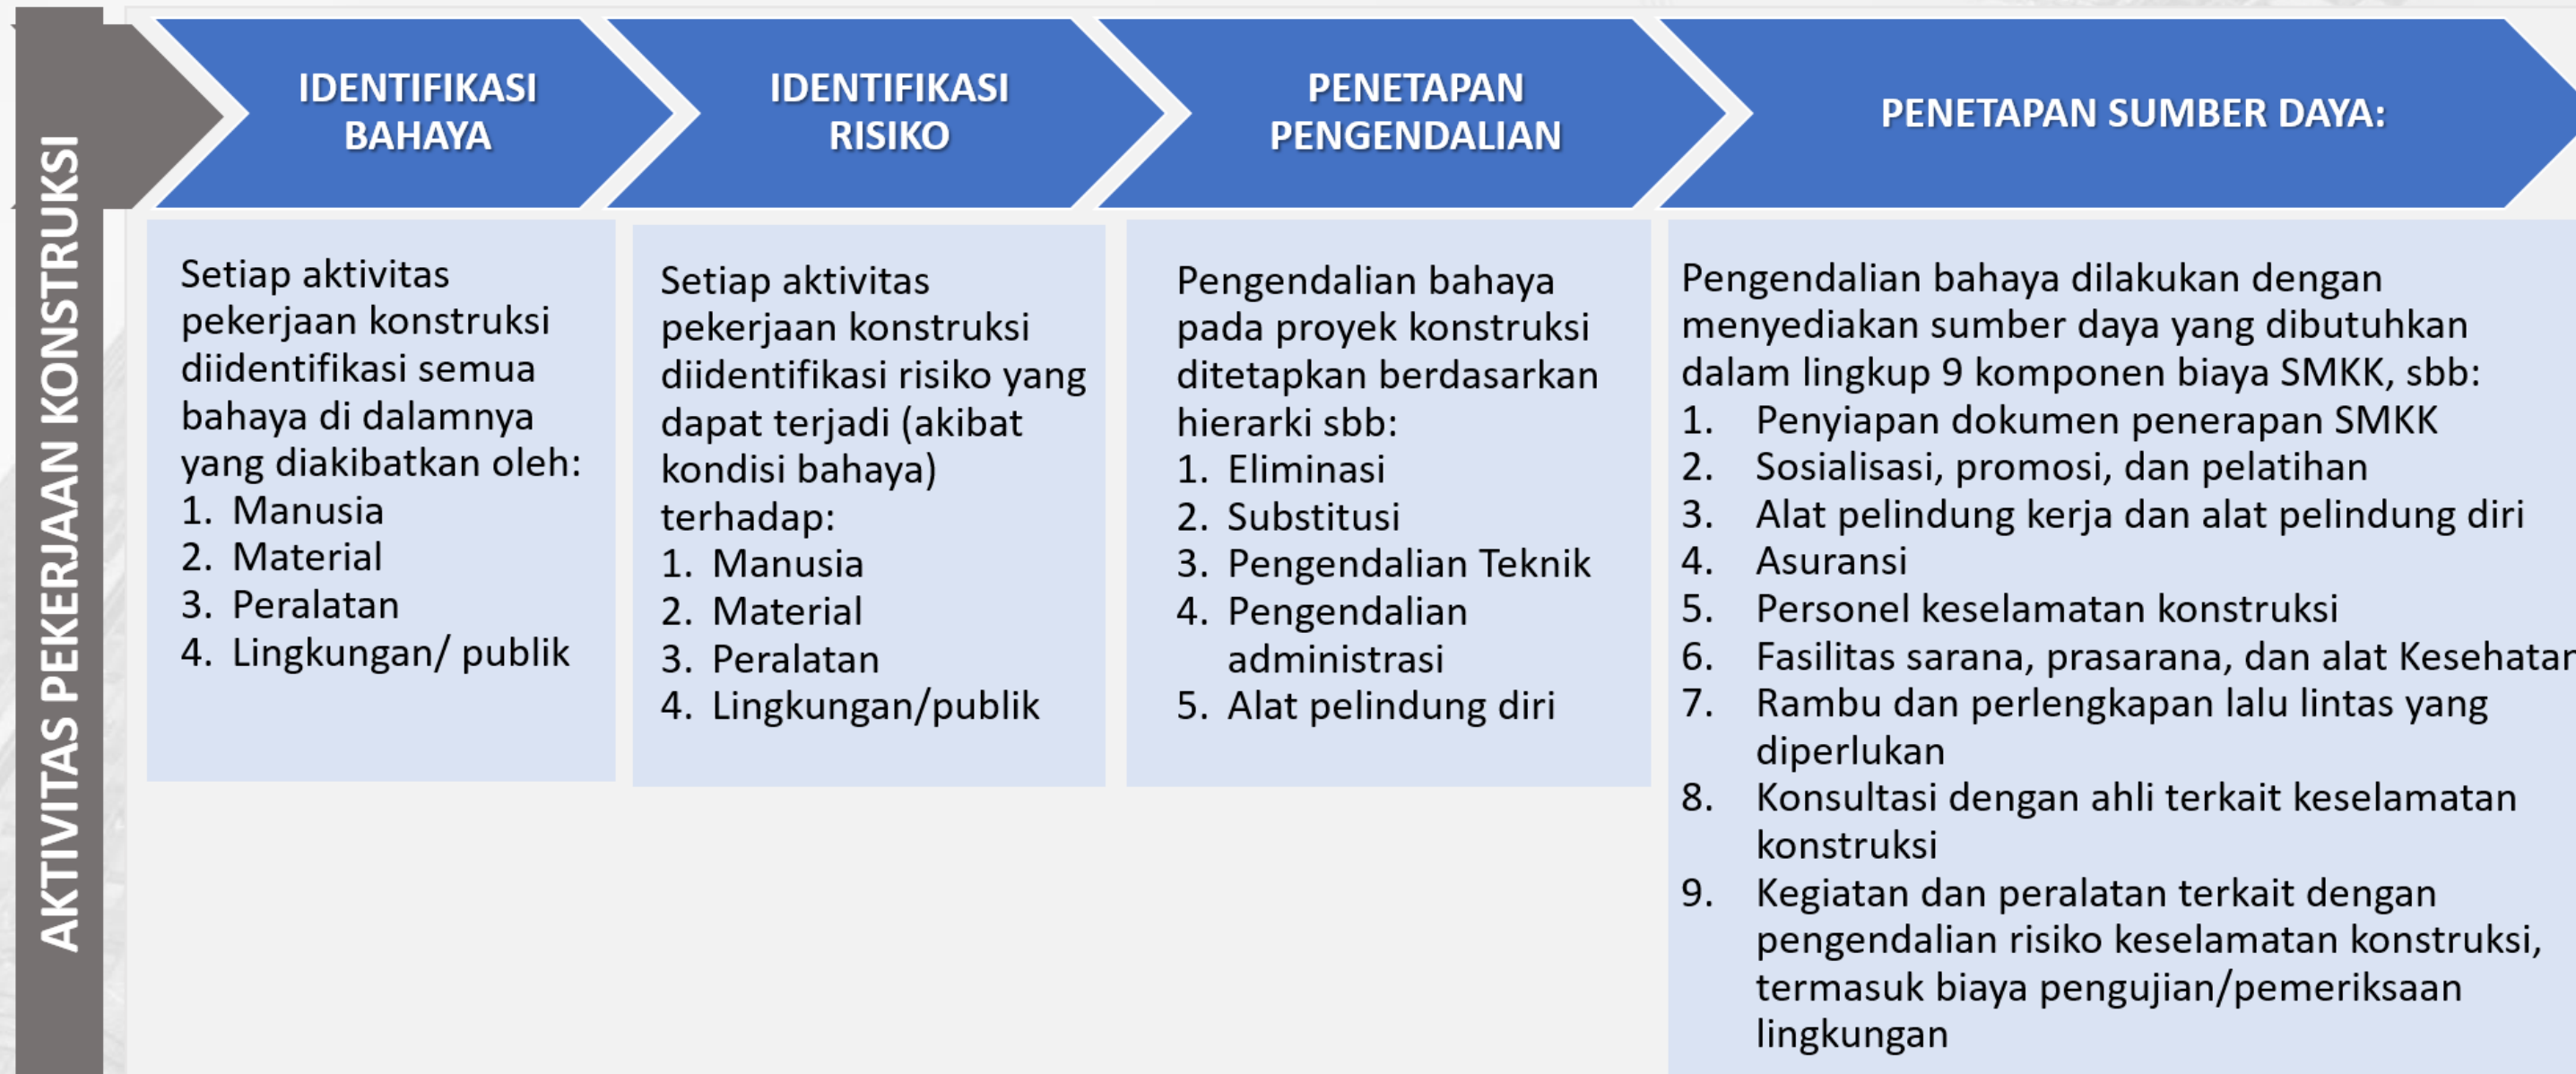 AKTIVITAS PEKERJAAN KONSTRUKSI
IDENTIFIKASI
BAHAYA
Setiap aktivitas
pekerjaan konstruksi
diidentifikasi semua
bahaya di dalamnya
yang diakibatkan oleh:
1. Manusia
2. Material
3. Peralatan
4. Lingkungan/ publik
IDENTIFIKASI
RISIKO
Setiap aktivitas
pekerjaan konstruksi
diidentifikasi risiko yang
dapat terjadi (akibat
kondisi bahaya)
terhadap:
1. Manusia
2. Material
3. Peralatan
4. Lingkungan/publik
PENETAPAN
PENGENDALIAN
Pengendalian bahaya
pada proyek konstruksi
ditetapkan berdasarkan
hierarki sbb:
1. Eliminasi
2. Substitusi
3. Pengendalian Teknik
4. Pengendalian
administrasi
5. Alat pelindung diri
PENETAPAN SUMBER DAYA:
Pengendalian bahaya dilakukan dengan
menyediakan sumber daya yang dibutuhkan
dalam lingkup 9 komponen biaya SMKK, sbb:
1. Penyiapan dokumen penerapan SMKK
2. Sosialisasi, promosi, dan pelatihan
3. Alat pelindung kerja dan alat pelindung diri
4. Asuransi
5. Personel keselamatan konstruksi
6. Fasilitas sarana, prasarana, dan alat Kesehatan
7. Rambu dan perlengkapan lalu lintas yang
diperlukan
8. Konsultasi dengan ahli terkait keselamatan
konstruksi
9. Kegiatan dan peralatan terkait dengan
pengendalian risiko keselamatan konstruksi,
termasuk biaya pengujian/pemeriksaan
lingkungan